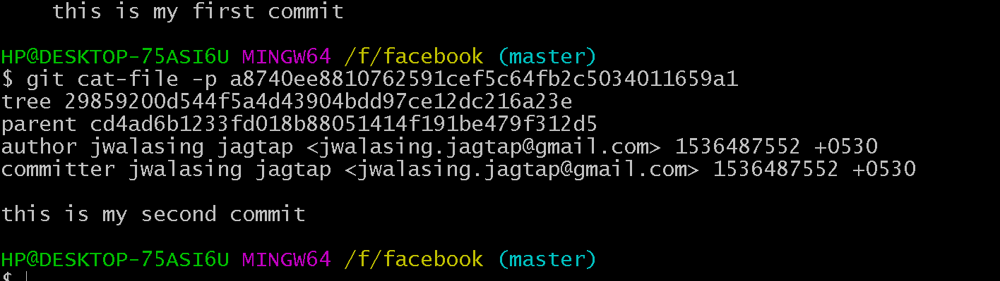 this is my first commit
HP@DESKTOP-75ASI6U MINGW64 /f/facebook (master)
$ git cat-file -p a8740ee8810762591cef5c64fb2c5034011659a1
tree 29859200d544f5a4d43904bdd97ce12dc216a23e
parent cd4ad6b1233fd018b88051414f191be479f312d5
author jwalasing jagtap <jwalasing.jagtap@gmail.com> 1536487552 +0530
committer jwalasing jagtap <jwalasing.jagtap@gmail.com> 1536487552 +0530
this is my second commit
HP@DESKTOP-75ASI6U MINGW64 /f/facebook (master)
$